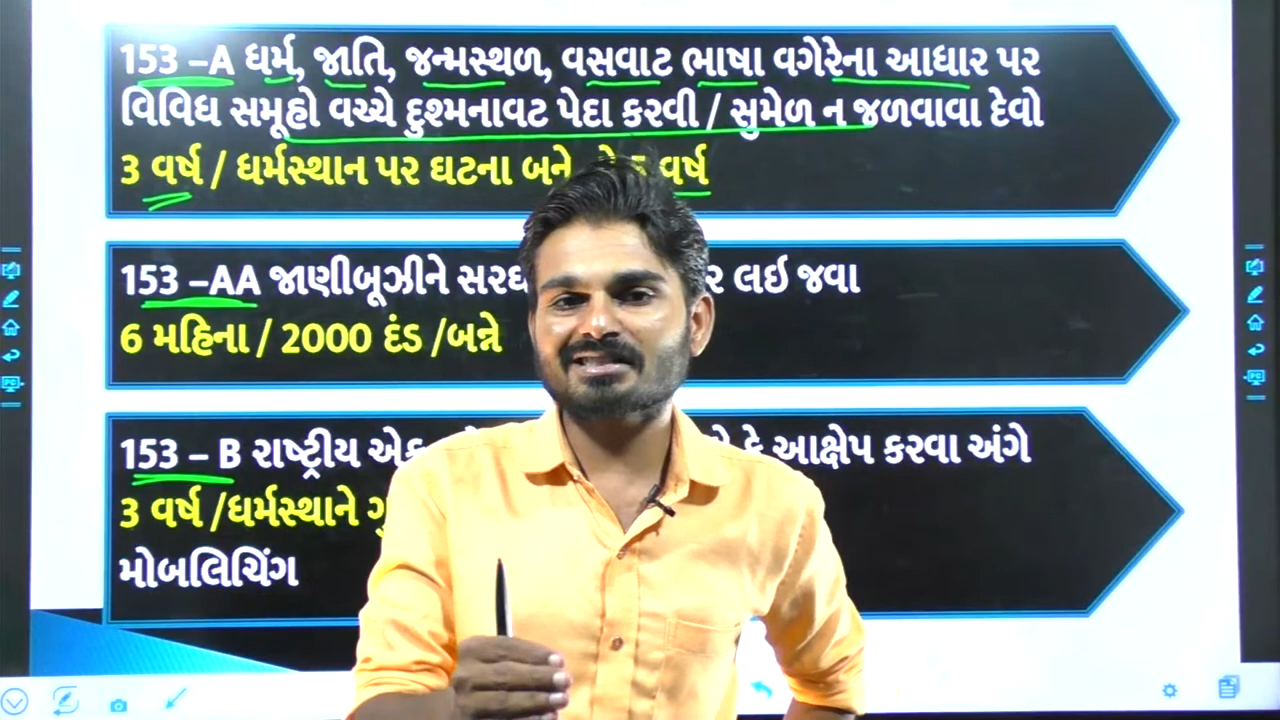 153 –A ધર્મ, જાતિ, જન્મસ્થળ, વસવાટ ભાષા વગેરેના આધાર પર
વિવિધ સમૂહો વચ્ચે દુશ્મનાવટ પેદા કરવી / સુમેળ ન જળવાવા દેવો
3 વર્ષ / ધર્મસ્થાન પર ઘટના બને વર્ષ
153 –AA જાણીબૂઝીને લઇ જવા
6 મહિના / 2000 દંડ /બન્ને
153 – B રાષ્ટ્રીય કે આક્ષેપ કરવા અંગે
3 વર્ષ /ધર્મસ્થાને
મોબલિચિંગ